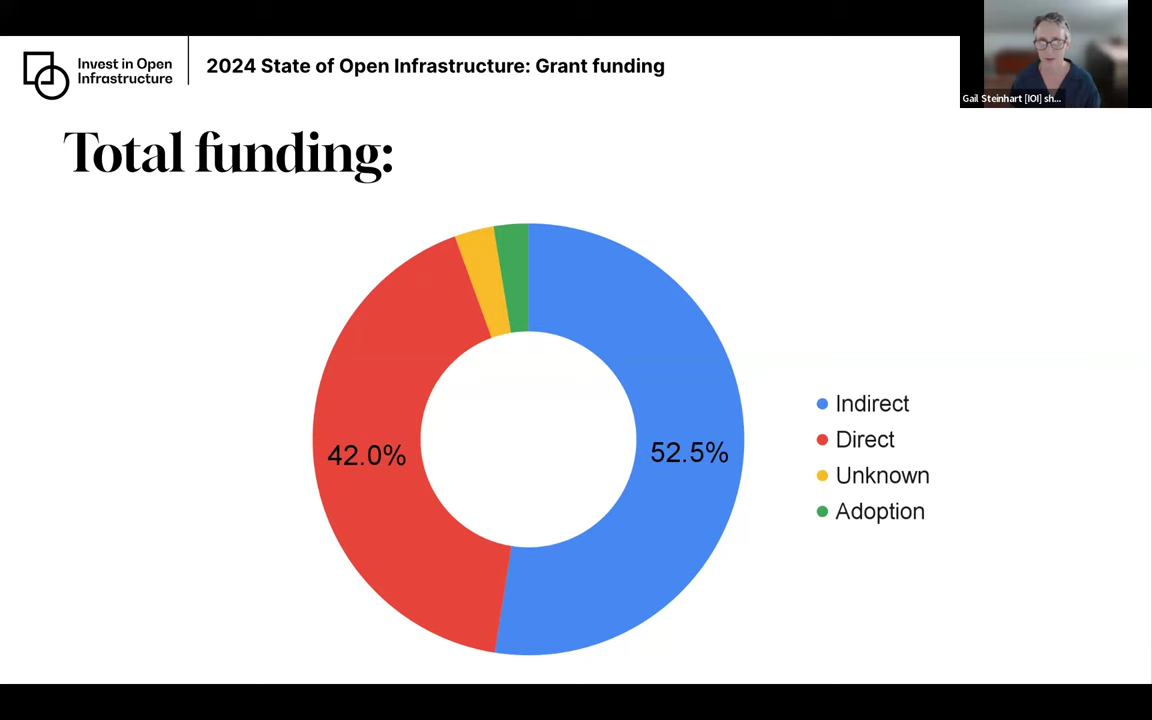 Invest in Open
Infrastructure
2024 State of Open Infrastructure: Grant funding
Gail Steinhart [IOI] sh...
Total funding:
42.0%
52.5%
Indirect
Direct
Unknown
Adoption